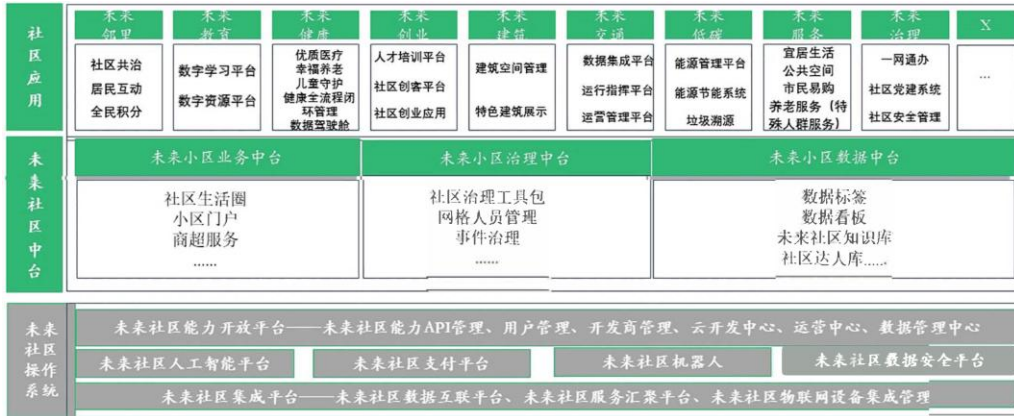 社区应用
未来邻里
未来教育
未来健康
未来创业
未来建筑
未来交通
未来低碳
未来服务
未来治理
X
社区共治
居民互动
全民积分
数字学习平台
数字资源平台
优质医疗
幸福养老
儿童守护
健康全流程闭
环管理
数据驾驶舱
人才培训平台
社区创客平台
社区创业应用
建筑空间管理
特色建筑展示
数据集成平台
运行指挥平台
运营管理平台
能源管理平台
能源节能系统
垃圾溯源
宜居生活
公共空间
市民易购
养老服务（特
殊人群服务）
一网通办
社区党建系统
社区安全管理
...
未来社区中台
未来小区业务中台
未来小区治理中台
未来小区数据中台
社区生活圈
小区门户
商超服务
......
社区治理工具包
网格人员管理
事件治理
......
数据标签
数据看板
未来社区知识库
社区达人库.....
未来
社区
操作
系统
未来社区能力开放平台——未来社区能力API管理、用户管理、开发商管理、云开发中心、运营中心、数据管理中心
未来社区人工智能平台
未来社区支付平台
未来社区机器人
未来社区数据安全平台
未来社区集成平台——未来社区数据互联平台、未来社区服务汇聚平台、未来社区物联网设备集成管理